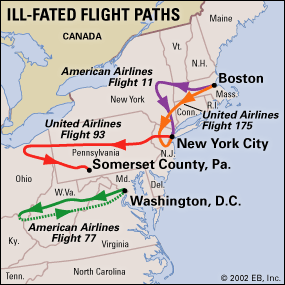 ILL-FATED FLIGHT PATHS
CANADA
Maine
Vt.
N.H.
American Airlines
Flight 11
Boston
New York
Mass.
R.I.
Conn.
United Airlines
Flight 175
United Airlines
Flight 93
New York City
Pennsylvania
N.J.
Ohio
Somerset County, Pa.
Md.
Del.
W.Va.
Washington, D.C.
American Airlines
Flight 77
Ky.
Virginia
Tenn.
North Carolina
© 2002 EB, Inc.